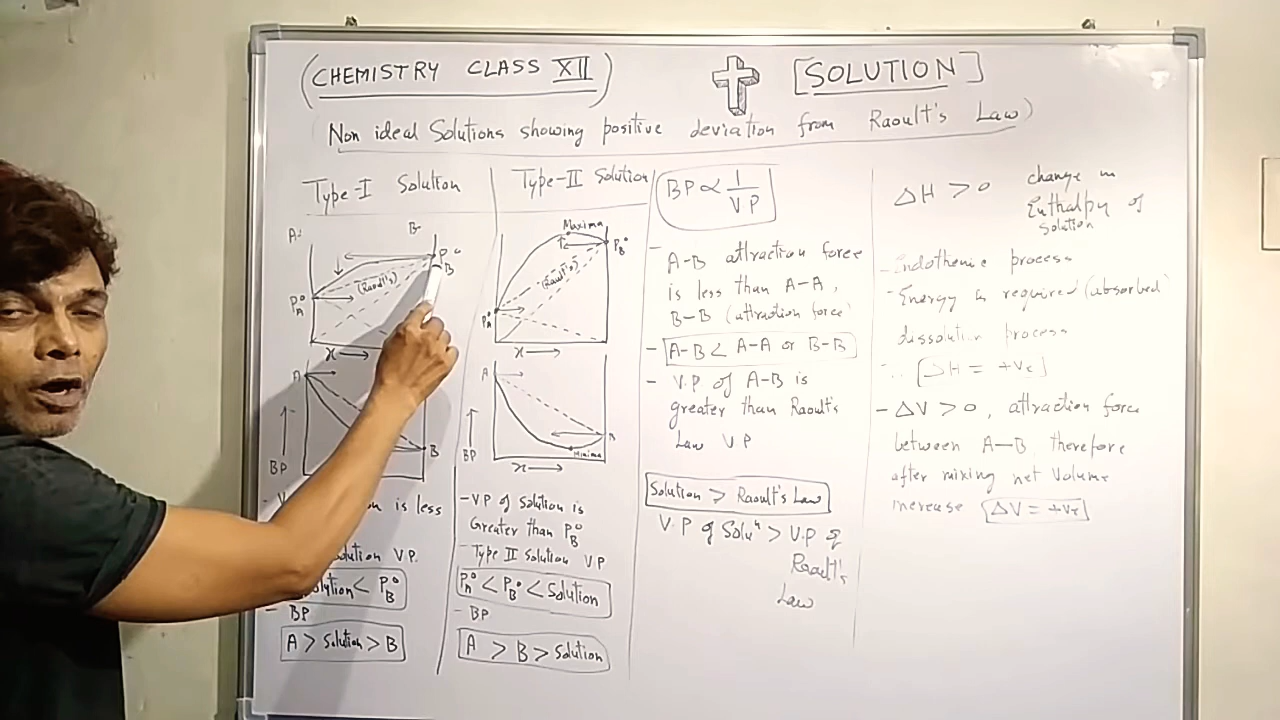 (CHEMISTRY CLASS XII)
[SOLUTION]
(Non ideal Solutions showing positive deviation from Raoult's Law)
Type-I Solution
A-
B-
P°A
P°B
(Raoult's)
x →
A
B
BP
V
is less
solution V.P.
< P°B
- BP
A > Solution > B
Type-II Solution
Maxima
P°B
(Raoult's)
P°A
x →
A
BP
Minima
x →
- V.P of Solution is
Greater than P°B
- Type II Solution VP
P°A < P°B < Solution
- BP
A > B > Solution
BP ∝ 1/VP
- A-B attraction force
is less than A-A,
B-B (attraction force)
- A-B < A-A or B-B
- V.P of A-B is
greater than Raoult's
Law V.P
Solution > Raoult's Law
V.P of Soluⁿ > V.P of
Raoult's
Law
ΔH > 0 change in
Enthalpy of
Solution
- Endothemic process
- Energy is required (absorbed)
dissolution process
∴ [ΔH = +ve]
- ΔV > 0, attraction force
between A-B, therefore
after mixing net volume
increase [ΔV = +ve]